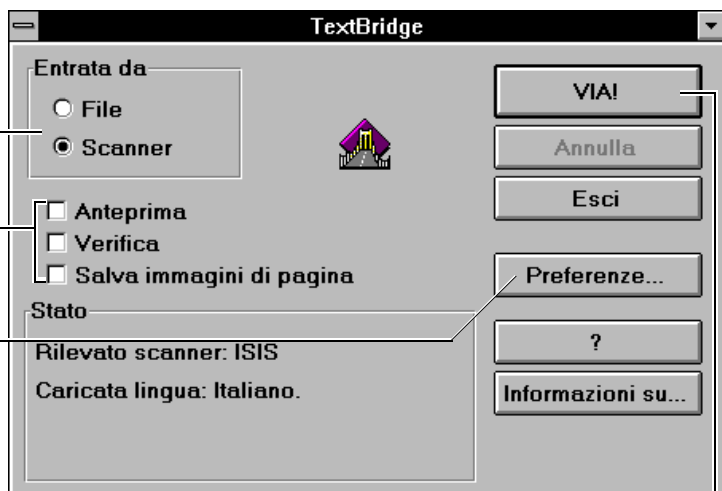 TextBridge
Entrata da
File
Scanner
Anteprima
Verifica
Salva immagini di pagina
Stato
Rilevato scanner: ISIS
Caricata lingua: Italiano.
VIA!
Annulla
Esci
Preferenze...
?
Informazioni su...